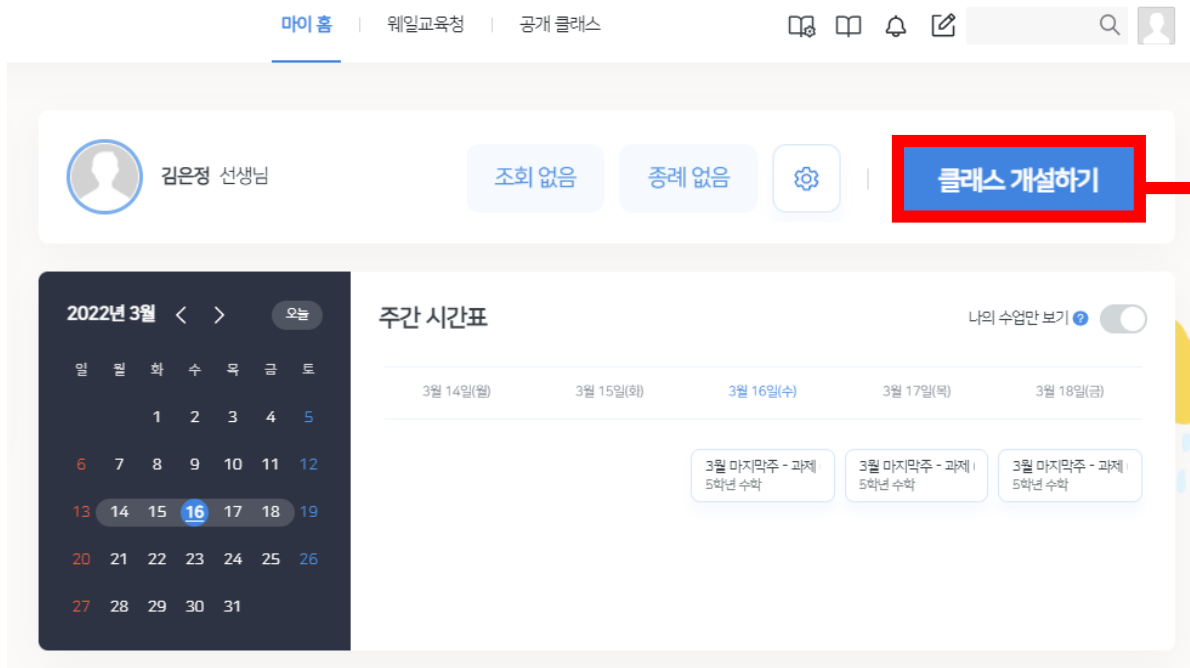 마이 홈 웨일교육청 공개 클래스
김은정 선생님 조회 없음 종례 없음 클래스 개설하기
2022년 3월 < > 오늘
일 월 화 수 목 금 토
1 2 3 4 5
6 7 8 9 10 11 12
13 14 15 16 17 18 19
20 21 22 23 24 25 26
27 28 29 30 31
주간 시간표 나의 수업만 보기 ?
3월 14일(월) 3월 15일(화) 3월 16일(수) 3월 17일(목) 3월 18일(금)
3월 마지막주 - 과제 3월 마지막주 - 과제 3월 마지막주 - 과제
5학년 수학 5학년 수학 5학년 수학